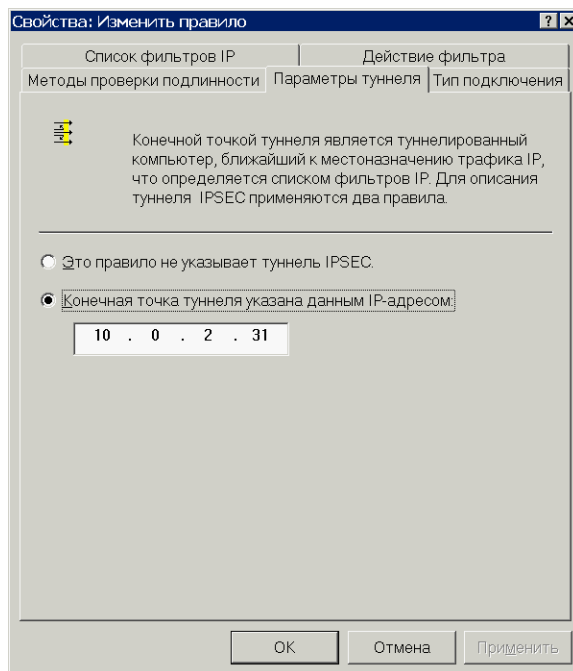 Свойства: Изменить правило
Список фильтров IP
Действие фильтра
Методы проверки подлинности
Параметры туннеля
Тип подключения
Конечной точкой туннеля является туннелированный
компьютер, ближайший к местоназначению трафика IP,
что определяется списком фильтров IP. Для описания
туннеля IPSEC применяются два правила.
Это правило не указывает туннель IPSEC.
Конечная точка туннеля указана данным IP-адресом:
10 . 0 . 2 . 31
OK
Отмена
Применить